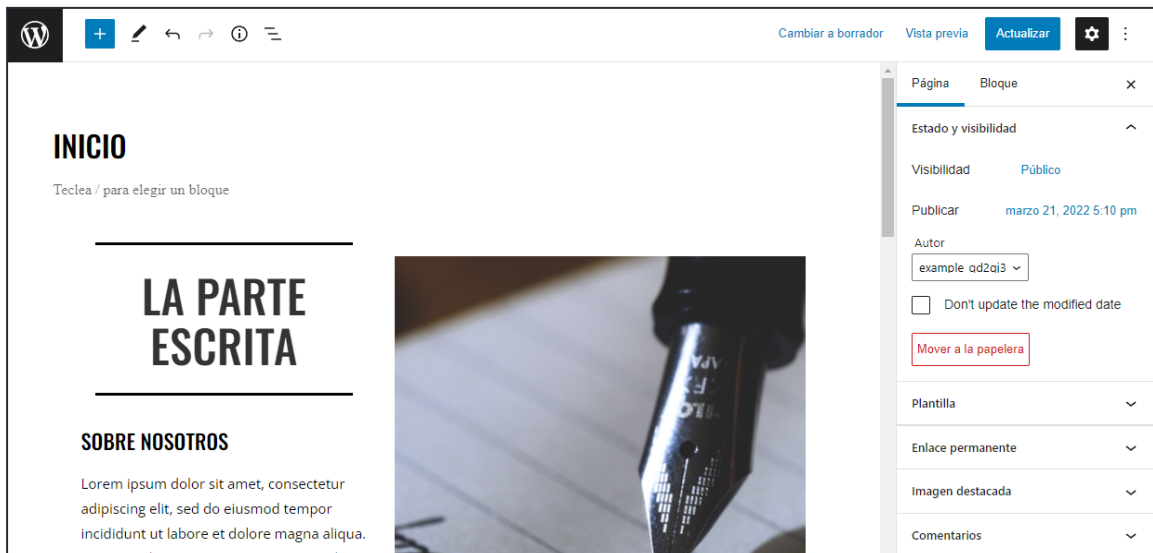 Cambiar a borrador Vista previa Actualizar
Página Bloque
Estado y visibilidad
Visibilidad Público
Publicar marzo 21, 2022 5:10 pm
Autor
example_qd2qj3
Don't update the modified date
Mover a la papelera
Plantilla
Enlace permanente
Imagen destacada
Comentarios
INICIO
Teclea / para elegir un bloque
LA PARTE
ESCRITA
SOBRE NOSOTROS
Lorem ipsum dolor sit amet, consectetur
adipiscing elit, sed do eiusmod tempor
incididunt ut labore et dolore magna aliqua.